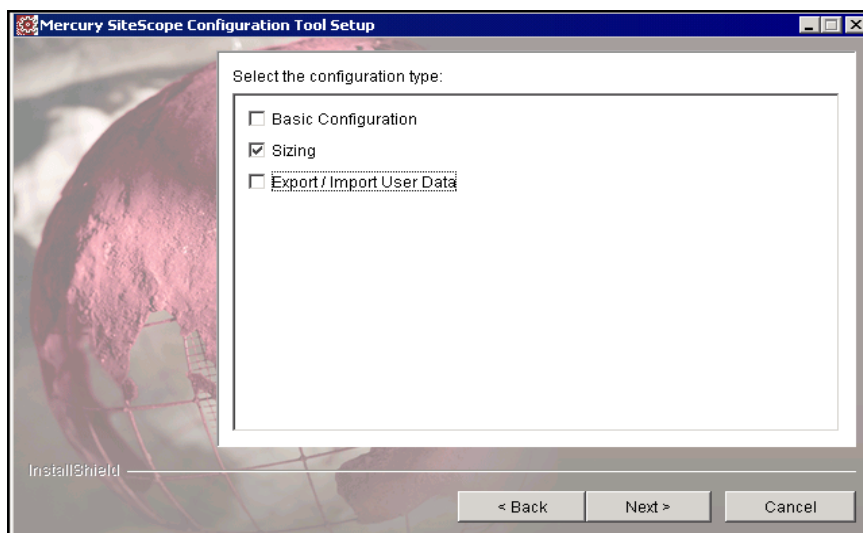 Mercury SiteScope Configuration Tool Setup
Select the configuration type:
Basic Configuration
Sizing
Export / Import User Data
InstallShield
< Back
Next >
Cancel